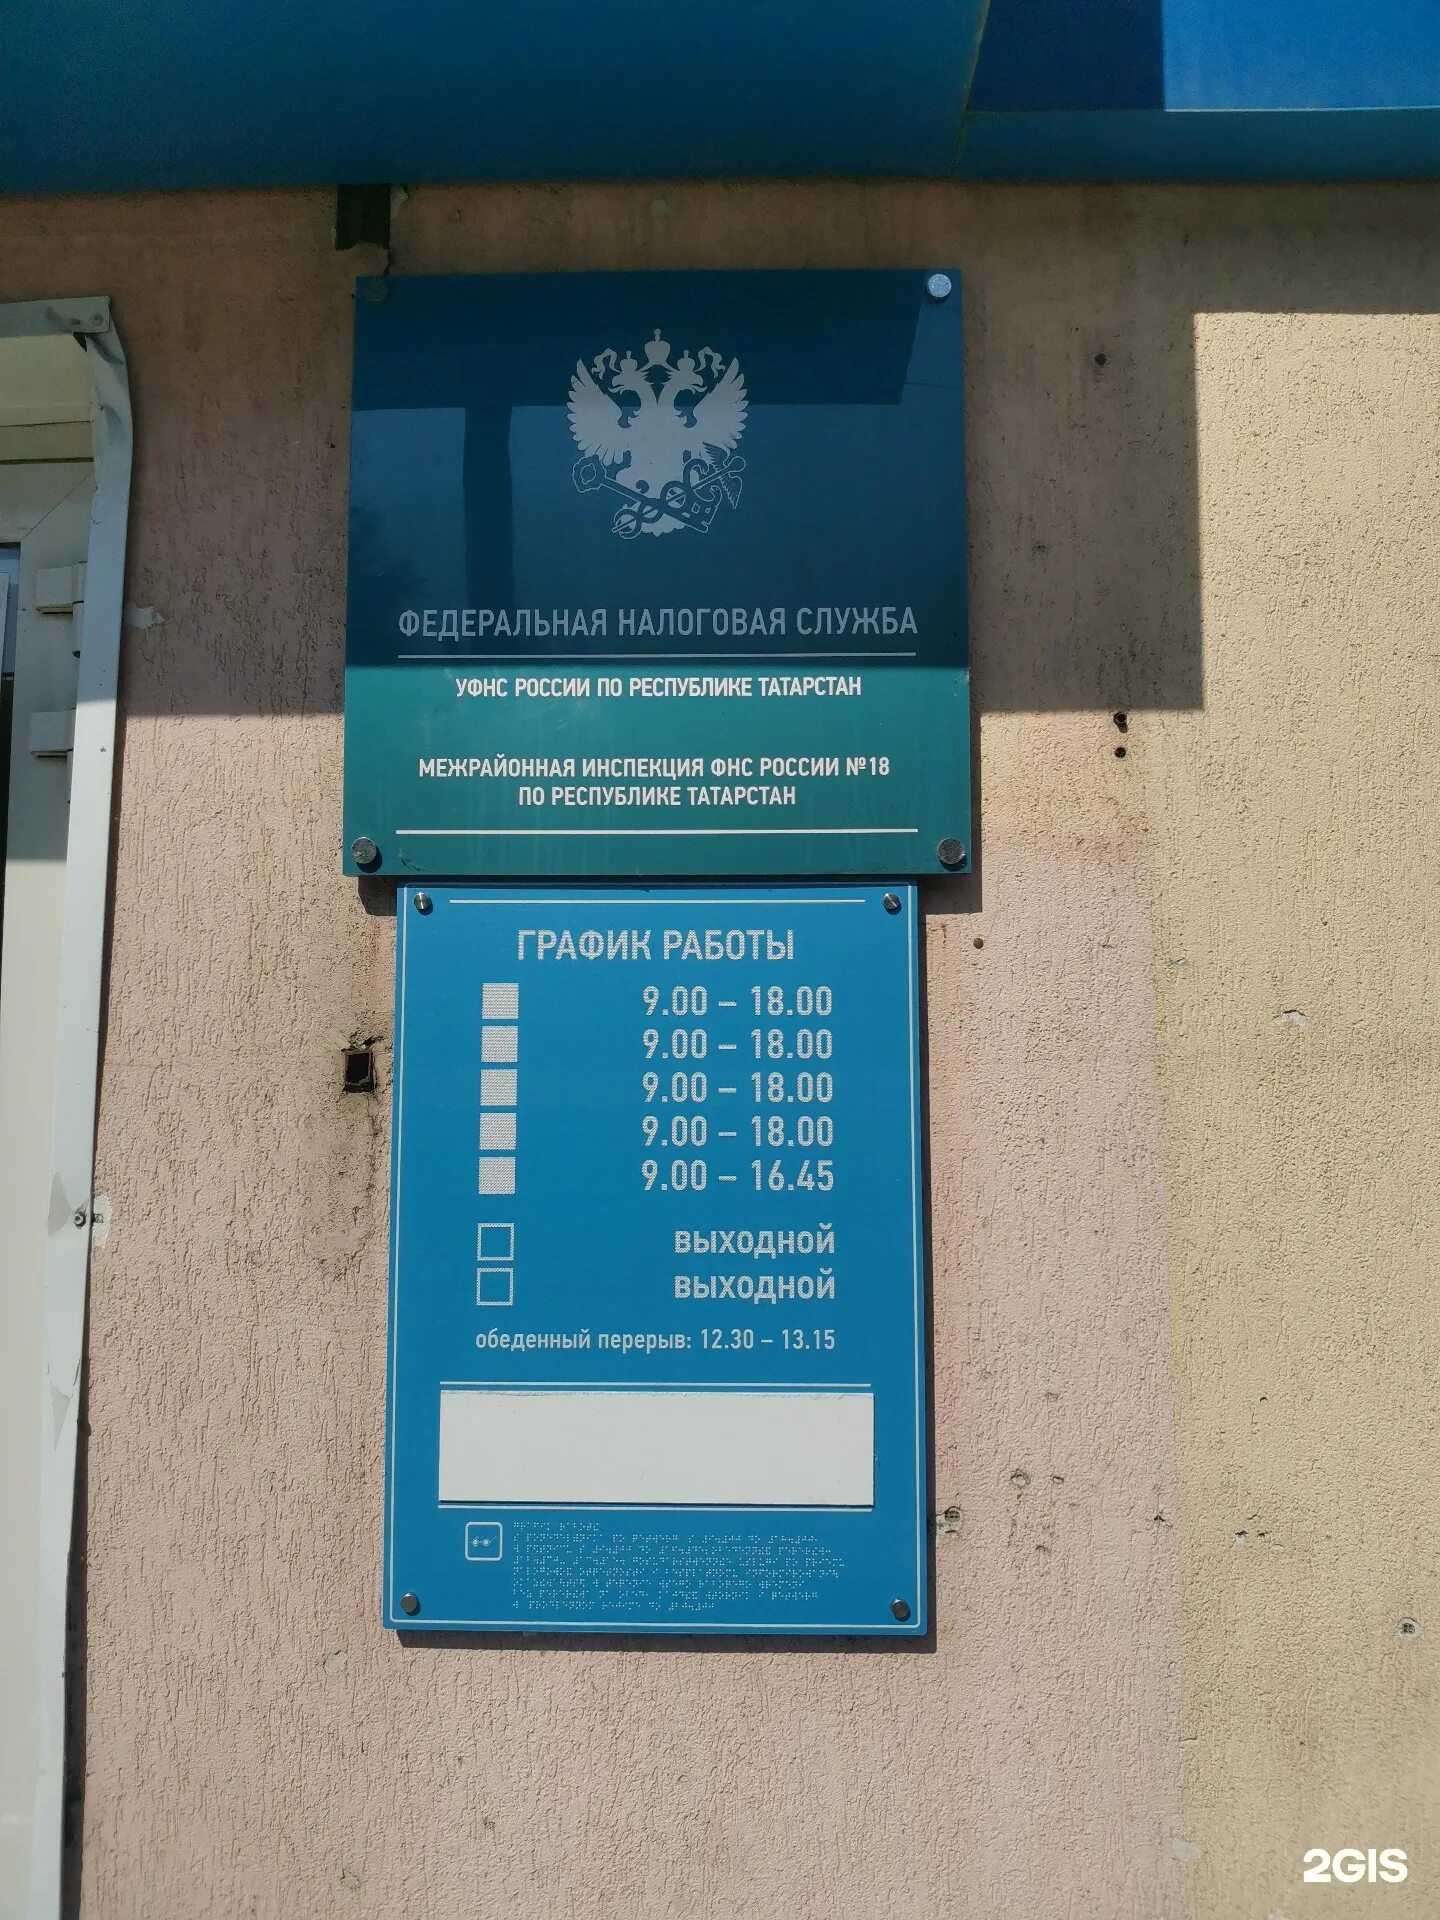 ФЕДЕРАЛЬНАЯ НАЛОГОВАЯ СЛУЖБА
УФНС РОССИИ ПО РЕСПУБЛИКЕ ТАТАРСТАН
МЕЖРАЙОННАЯ ИНСПЕКЦИЯ ФНС РОССИИ №18
ПО РЕСПУБЛИКЕ ТАТАРСТАН
ГРАФИК РАБОТЫ
9.00 – 18.00
9.00 – 18.00
9.00 – 18.00
9.00 – 18.00
9.00 – 16.45
ВЫХОДНОЙ
ВЫХОДНОЙ
обеденный перерыв: 12.30 – 13.15
2GIS